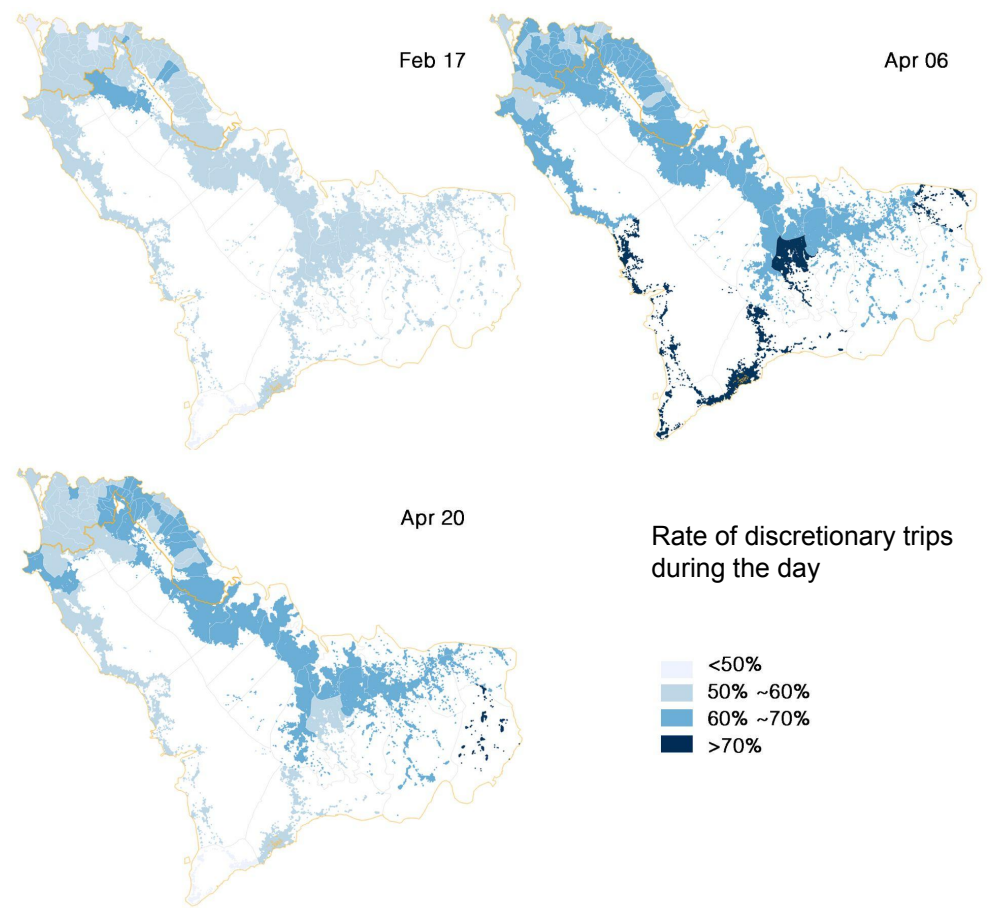 Feb 17
Apr 06
Apr 20
Rate of discretionary trips
during the day
<50%
50% ~60%
60% ~70%
>70%